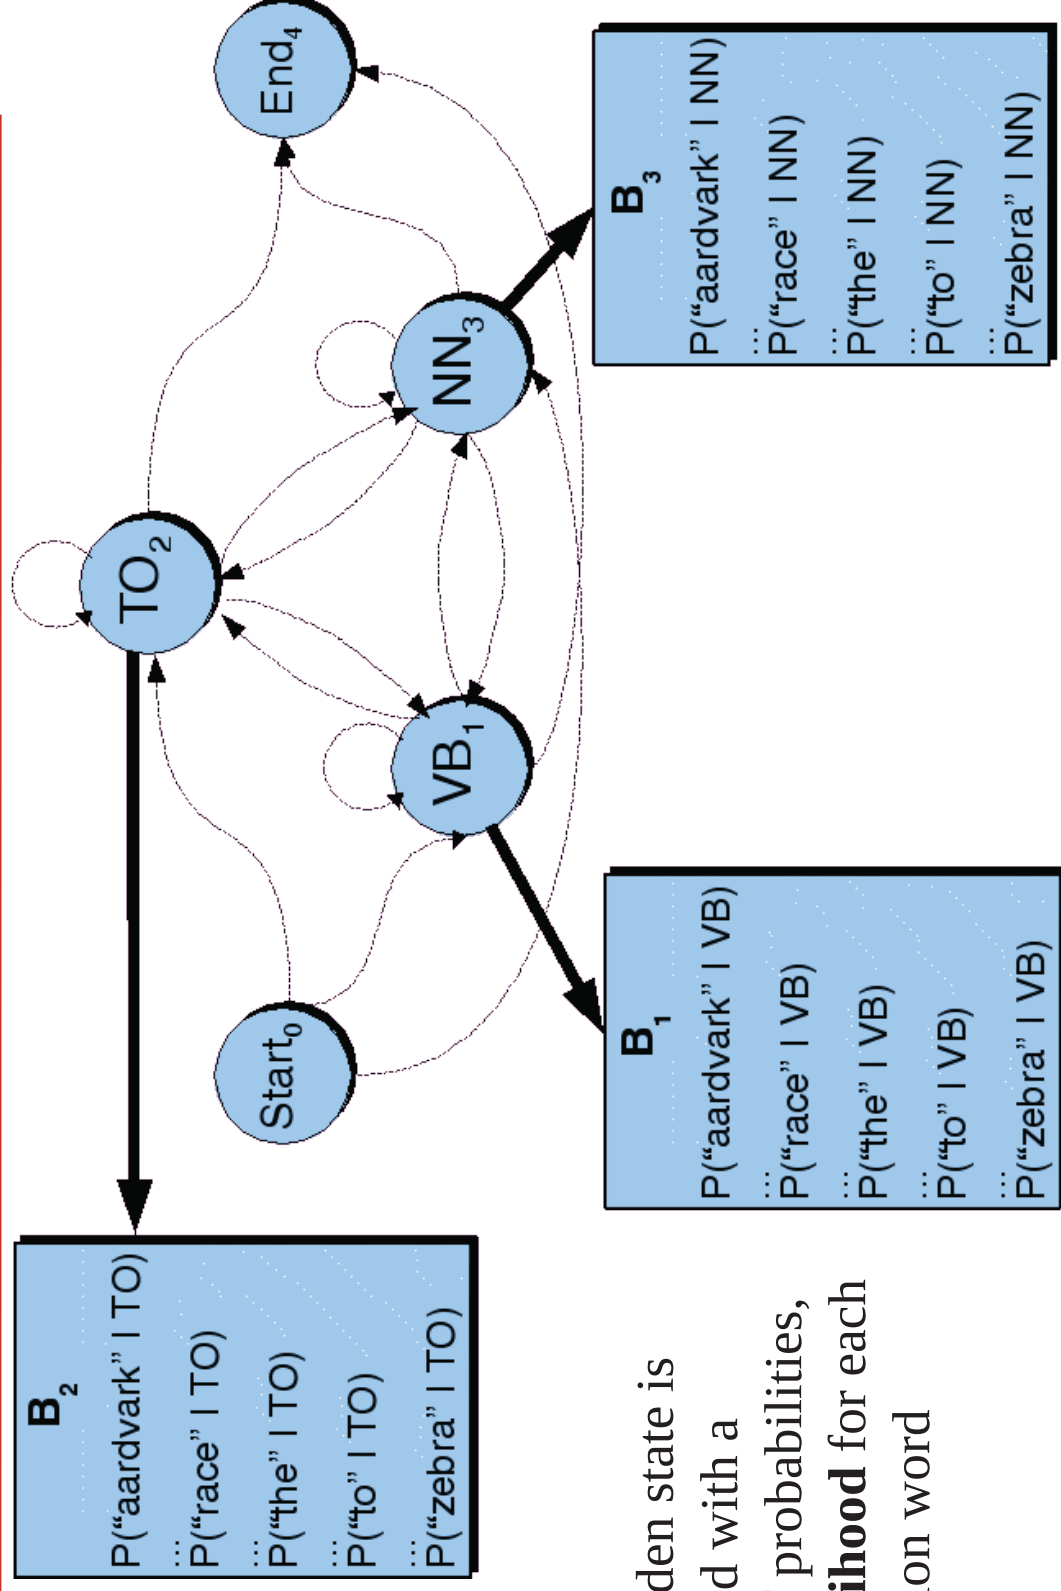 B2
P(“aardvark” | TO)
...
P(“race” | TO)
...
P(“the” | TO)
...
P(“to” | TO)
...
P(“zebra” | TO)
TO2
Start0
End4
VB1
NN3
B1
P(“aardvark” | VB)
...
P(“race” | VB)
...
P(“the” | VB)
...
P(“to” | VB)
...
P(“zebra” | VB)
B3
P(“aardvark” | NN)
...
P(“race” | NN)
...
P(“the” | NN)
...
P(“to” | NN)
...
P(“zebra” | NN)
den state is
d with a
probabilities,
ihood for each
on word